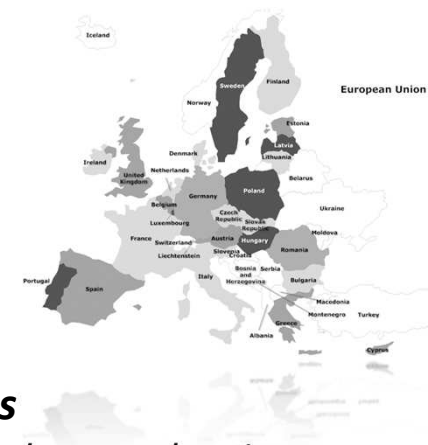 Iceland
Sweden
Finland
Norway
European Union
Estonia
Latvia
Lithuania
Denmark
Ireland
United
Kingdom
Netherlands
Belarus
Poland
Germany
Belgium
Ukraine
Luxembourg
Czech
Republic
Slovak
Republic
Moldova
France
Switzerland
Austria
Hungary
Liechtenstein
Slovenia
Croatia
Romania
Bosnia
and
Herzegovina
Serbia
Italy
Bulgaria
Portugal
Spain
Macedonia
Montenegro
Turkey
Albania
Greece
Cyprus
s